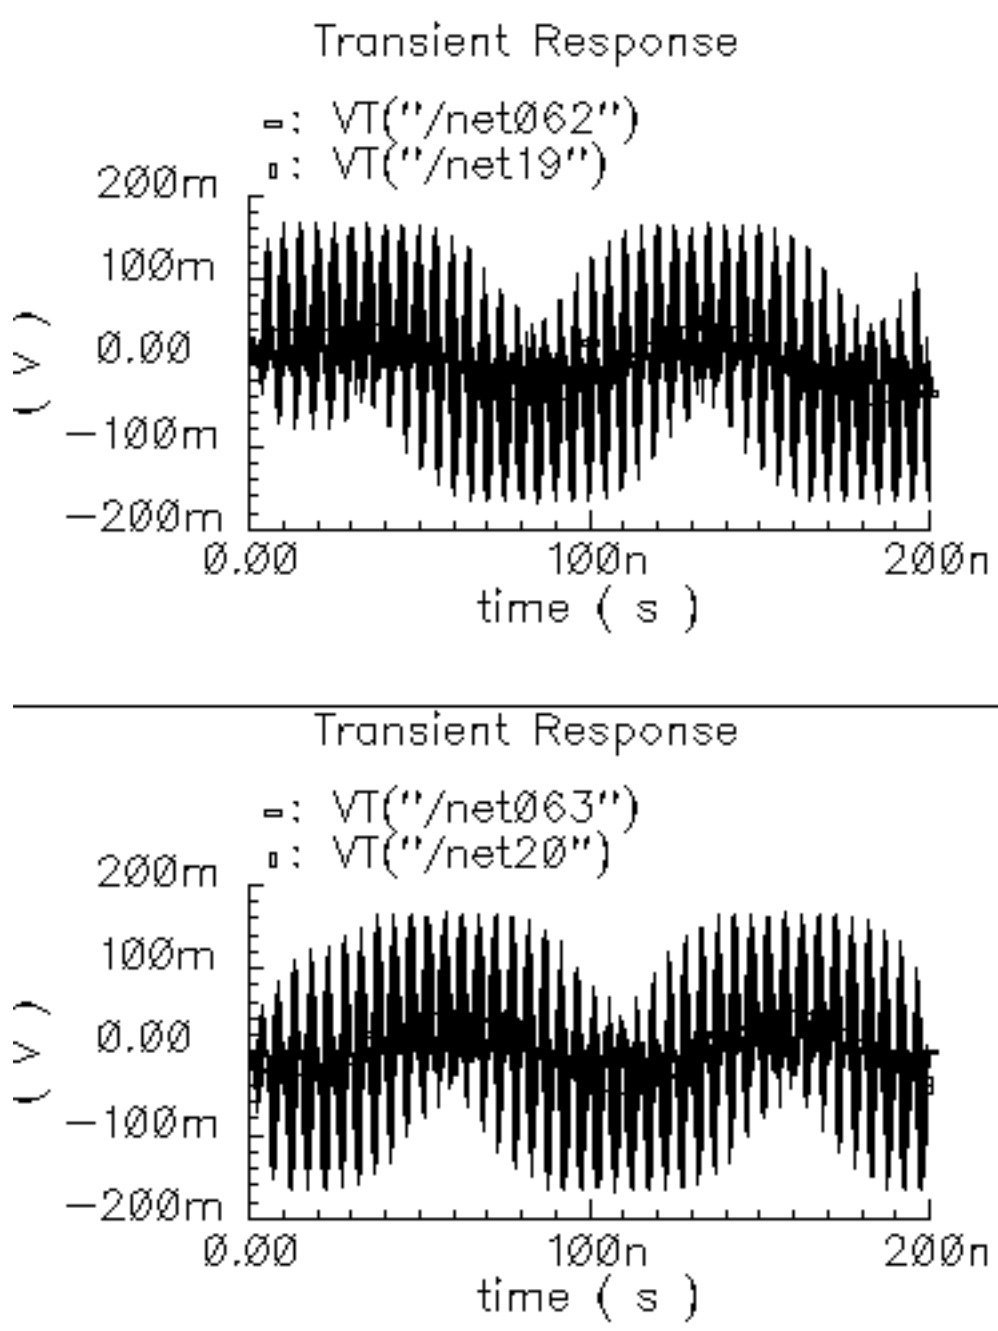 Transient Response
-: VT("/net062")
▯: VT("/net19")
200m
100m
0.00
-100m
-200m
( V )
0.00 100n 200n
time ( s )
Transient Response
-: VT("/net063")
▯: VT("/net20")
200m
100m
0.00
-100m
-200m
( V )
0.00 100n 200n
time ( s )